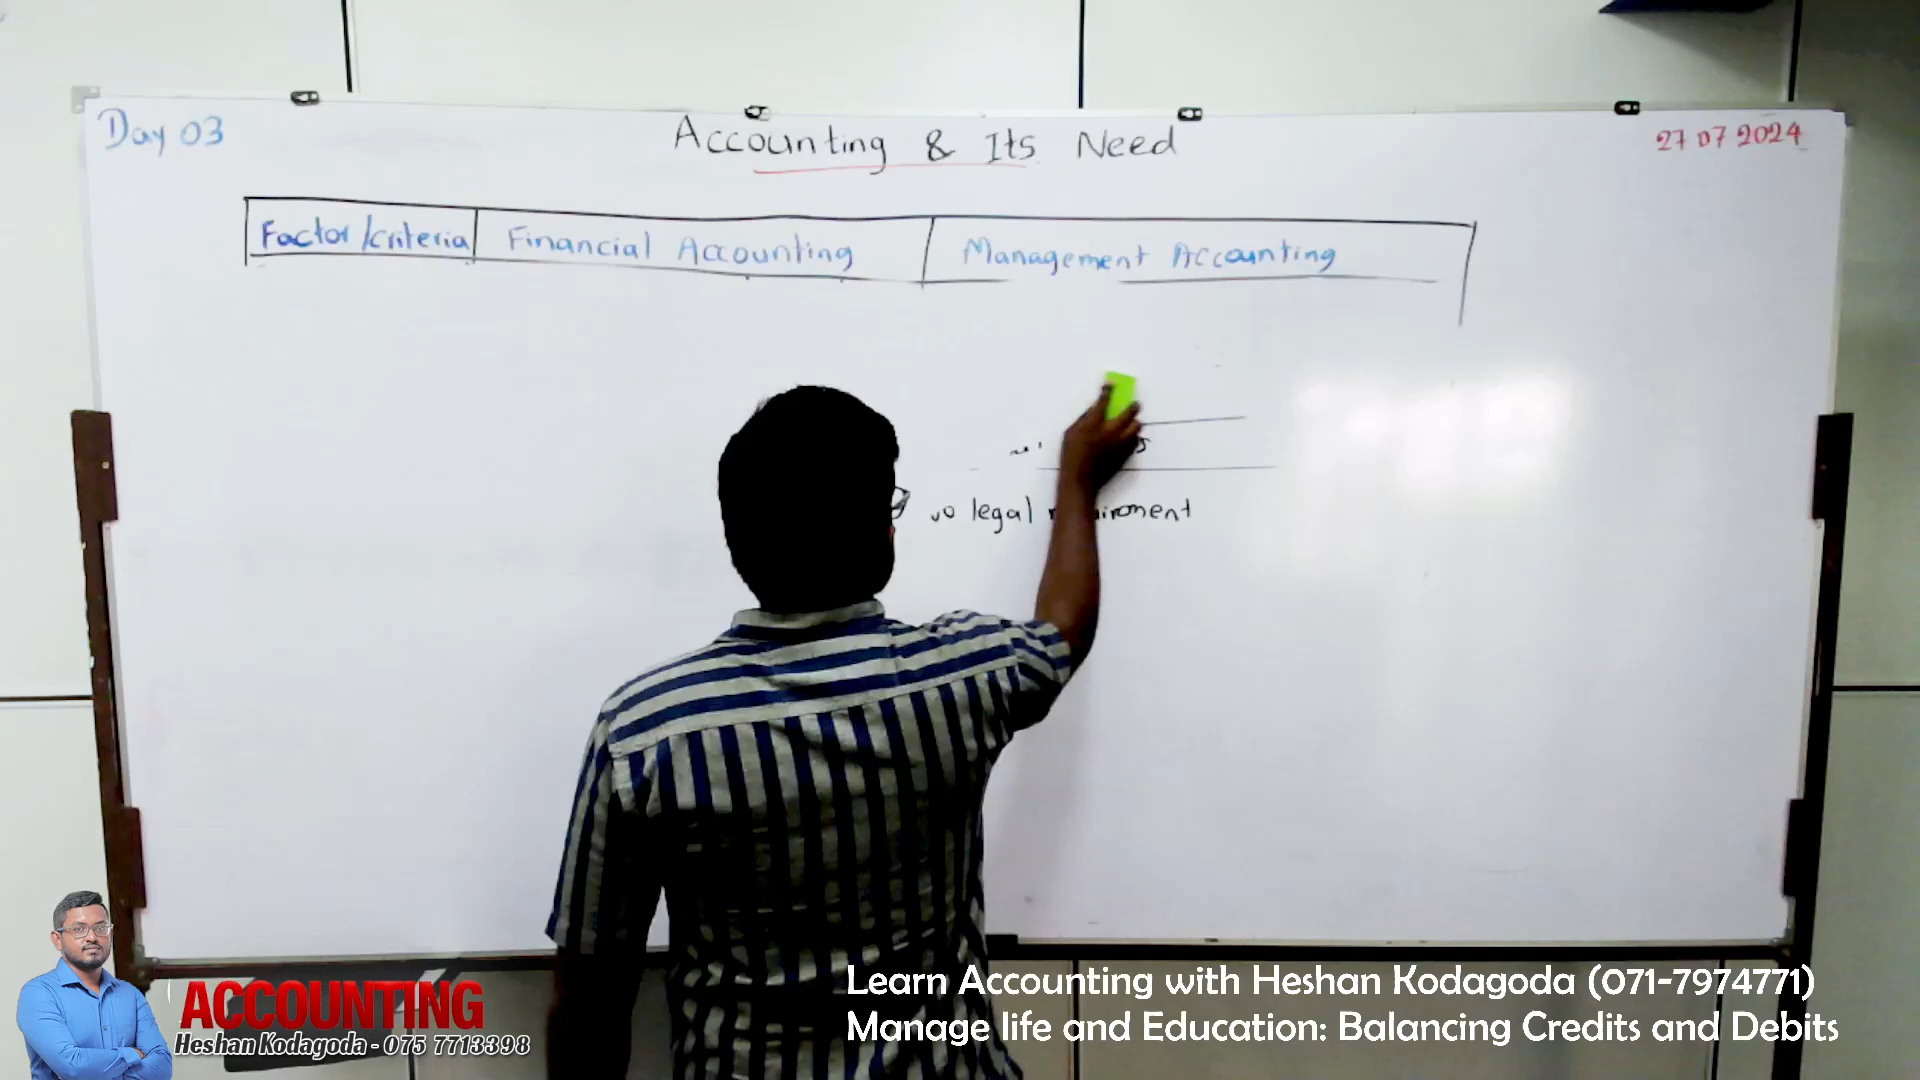 Day 03
Accounting & Its Need
27 07 2024
Factor/criteria
Financial Accounting
Management Accounting
legal
ACCOUNTING
Heshan Kodagoda - 075 7713398
Learn Accounting with Heshan Kodagoda (071-7974771)
Manage life and Education: Balancing Credits and Debits